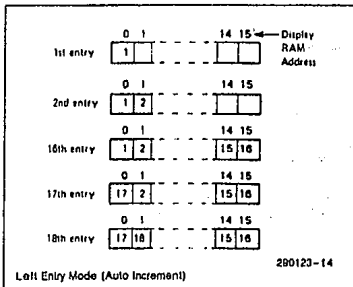 0 1 14 15 Display
RAM
Address
1st entry 1
0 1 14 15
2nd entry 1 2
0 1 14 15
16th entry 1 2 15 16
0 1 14 15
17th entry 17 2 15 16
0 1 14 15
18th entry 17 18 15 16
290123-14
Left Entry Mode (Auto Increment)